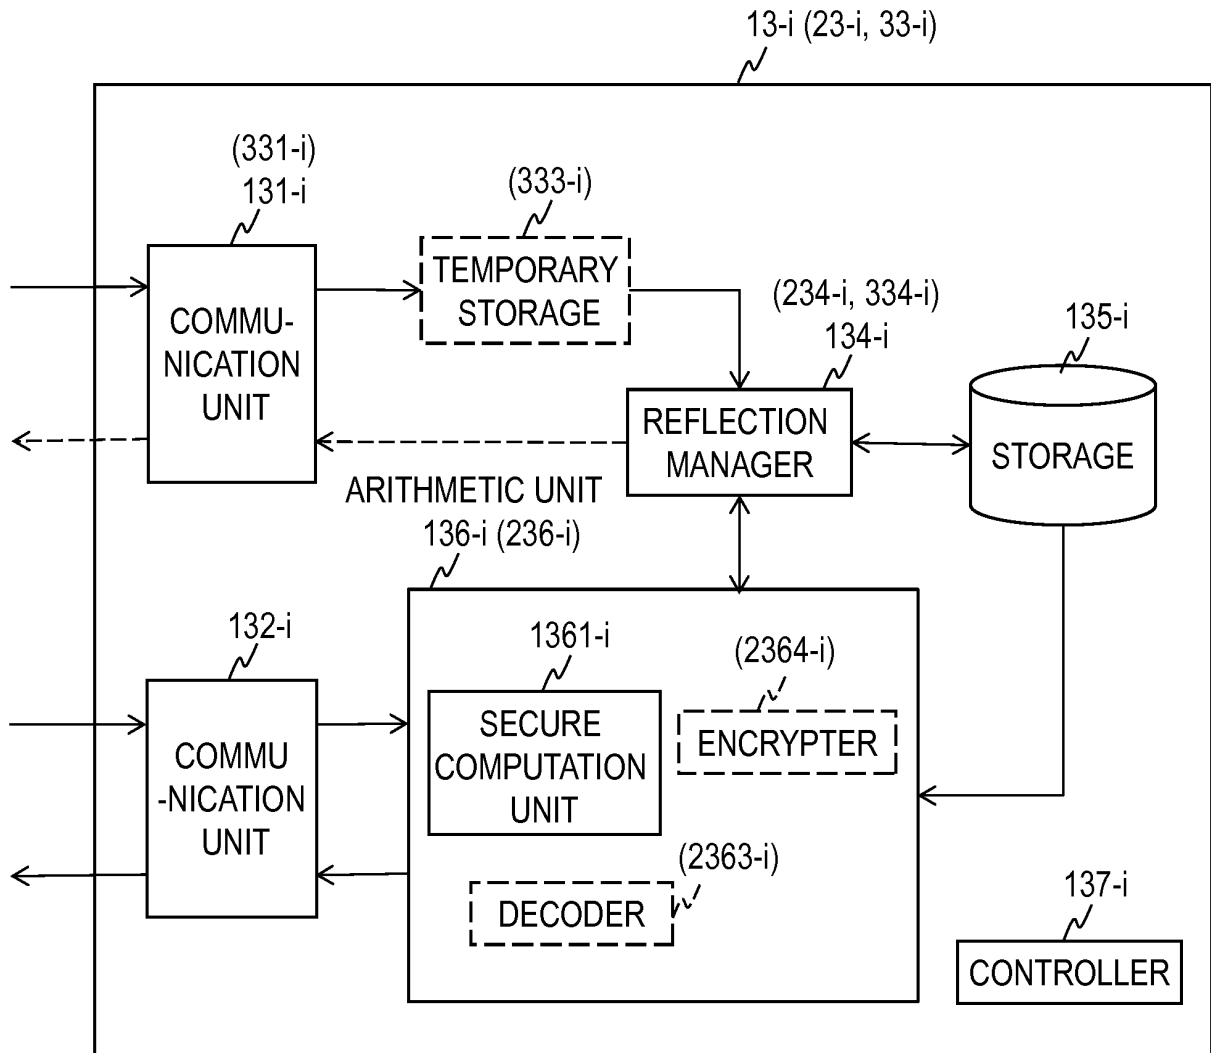 13-i (23-i, 33-i)
(331-i)
131-i
COMMU-
NICATION
UNIT
(333-i)
TEMPORARY
STORAGE
(234-i, 334-i)
134-i
REFLECTION
MANAGER
135-i
STORAGE
ARITHMETIC UNIT
136-i (236-i)
132-i
COMMU
-NICATION
UNIT
1361-i
SECURE
COMPUTATION
UNIT
(2364-i)
ENCRYPTER
(2363-i)
DECODER
137-i
CONTROLLER